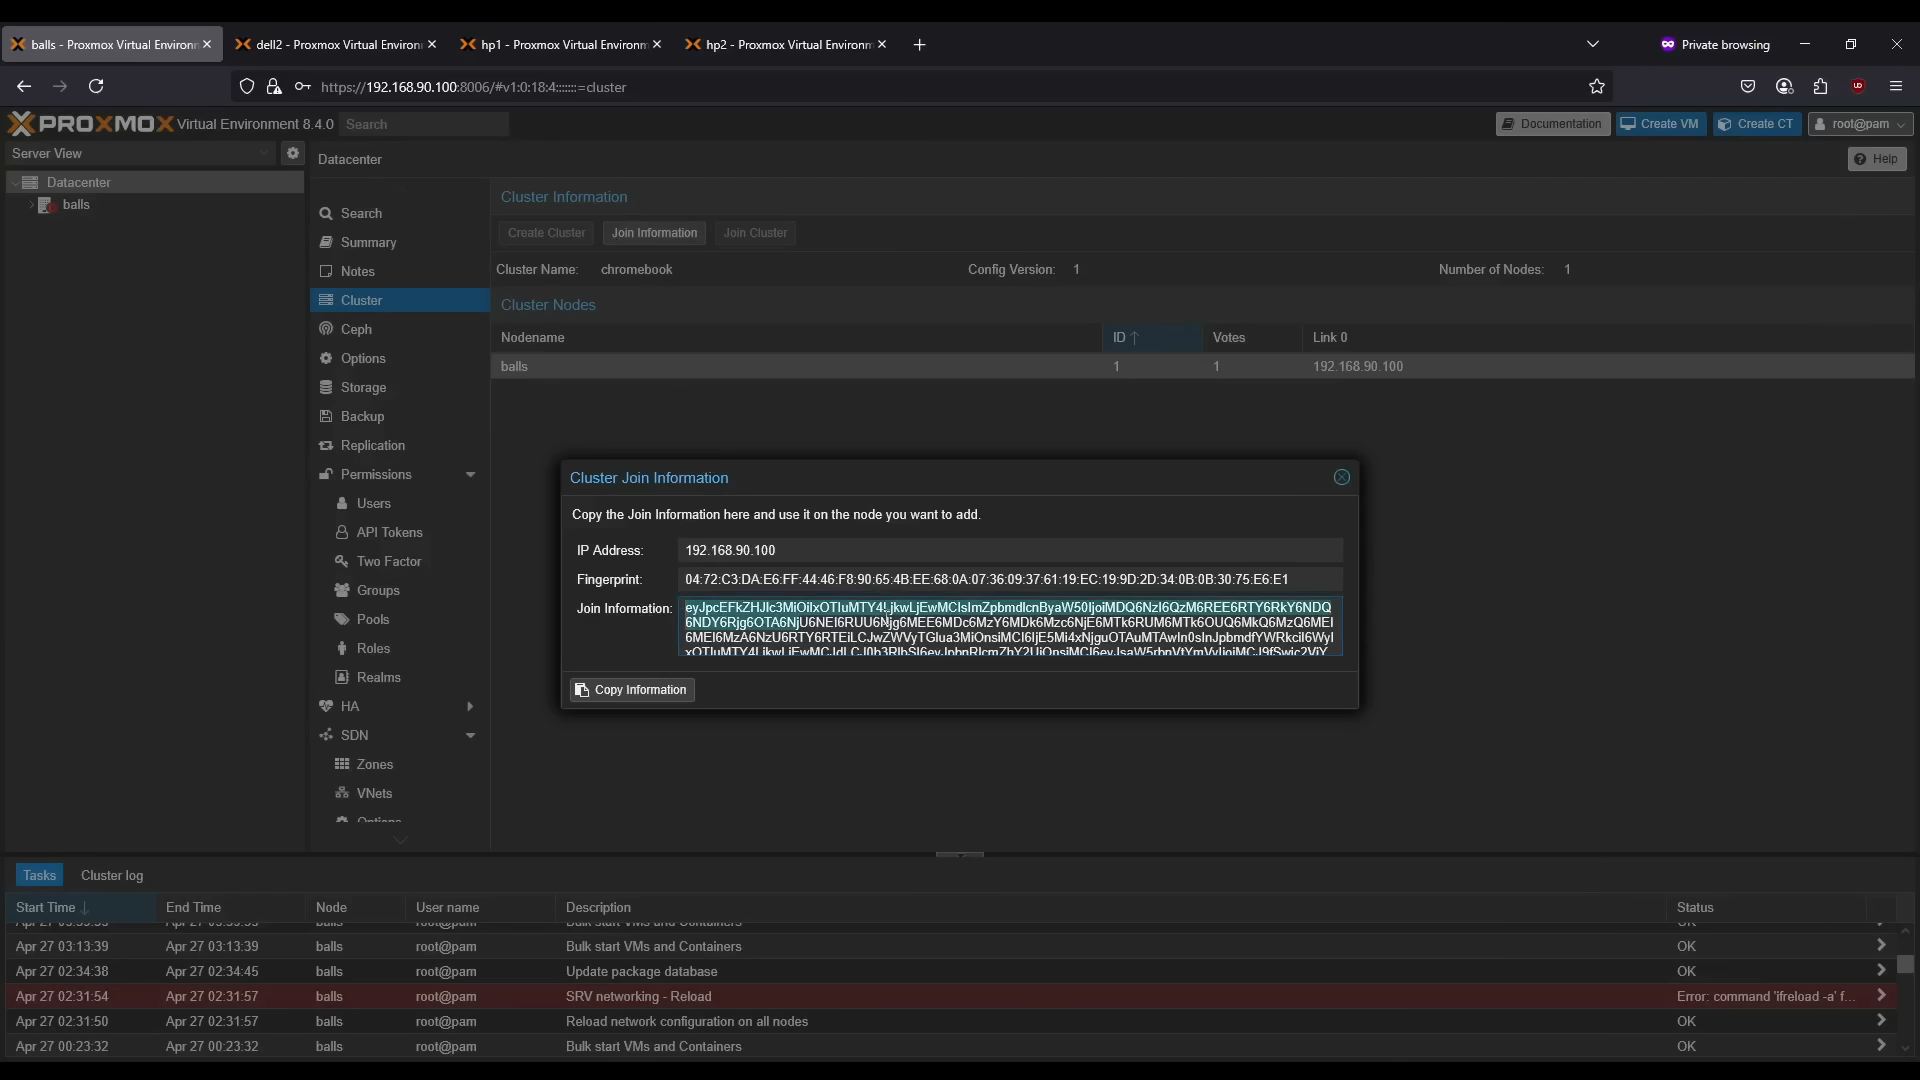 balls - Proxmox Virtual Environ
dell2 - Proxmox Virtual Environ
hp1 - Proxmox Virtual Environm
hp2 - Proxmox Virtual Environm
Private browsing
https://192.168.90.100:8006/#v1:0:18:4:::::::=cluster
PROXMOX Virtual Environment 8.4.0
Search
Documentation
Create VM
Create CT
root@pam
Server View
Datacenter
Help
Datacenter
balls
Search
Summary
Notes
Cluster
Ceph
Options
Storage
Backup
Replication
Permissions
Users
API Tokens
Two Factor
Groups
Pools
Roles
Realms
HA
SDN
Zones
VNets
Options
Cluster Information
Create Cluster
Join Information
Join Cluster
Cluster Name: chromebook
Config Version: 1
Number of Nodes: 1
Cluster Nodes
Nodename ID Votes Link 0
balls 1 1 192.168.90.100
Cluster Join Information
Copy the Join Information here and use it on the node you want to add.
IP Address: 192.168.90.100
Fingerprint: 04:72:C3:DA:E6:FF:44:46:F8:90:65:4B:EE:68:0A:07:36:09:37:61:19:EC:19:9D:2D:34:0B:0B:30:75:E6:E1
Join Information:
Copy Information
Tasks
Cluster log
Start Time End Time Node User name Description Status
balls root@pam Bulk start VMs and Containers OK
Apr 27 03:13:39 Apr 27 03:13:39 balls root@pam Bulk start VMs and Containers OK
Apr 27 02:34:38 Apr 27 02:34:45 balls root@pam Update package database OK
Apr 27 02:31:54 Apr 27 02:31:57 balls root@pam SRV networking - Reload Error: command 'ifreload -a' f...
Apr 27 02:31:50 Apr 27 02:31:57 balls root@pam Reload network configuration on all nodes OK
Apr 27 00:23:32 Apr 27 00:23:32 balls root@pam Bulk start VMs and Containers OK